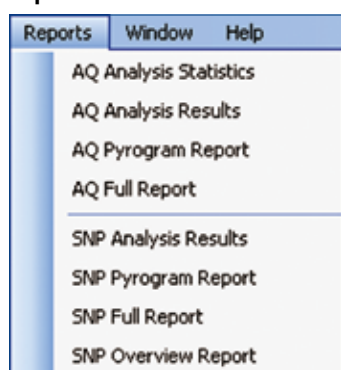 Reports Window Help
AQ Analysis Statistics
AQ Analysis Results
AQ Pyrogram Report
AQ Full Report
SNP Analysis Results
SNP Pyrogram Report
SNP Full Report
SNP Overview Report